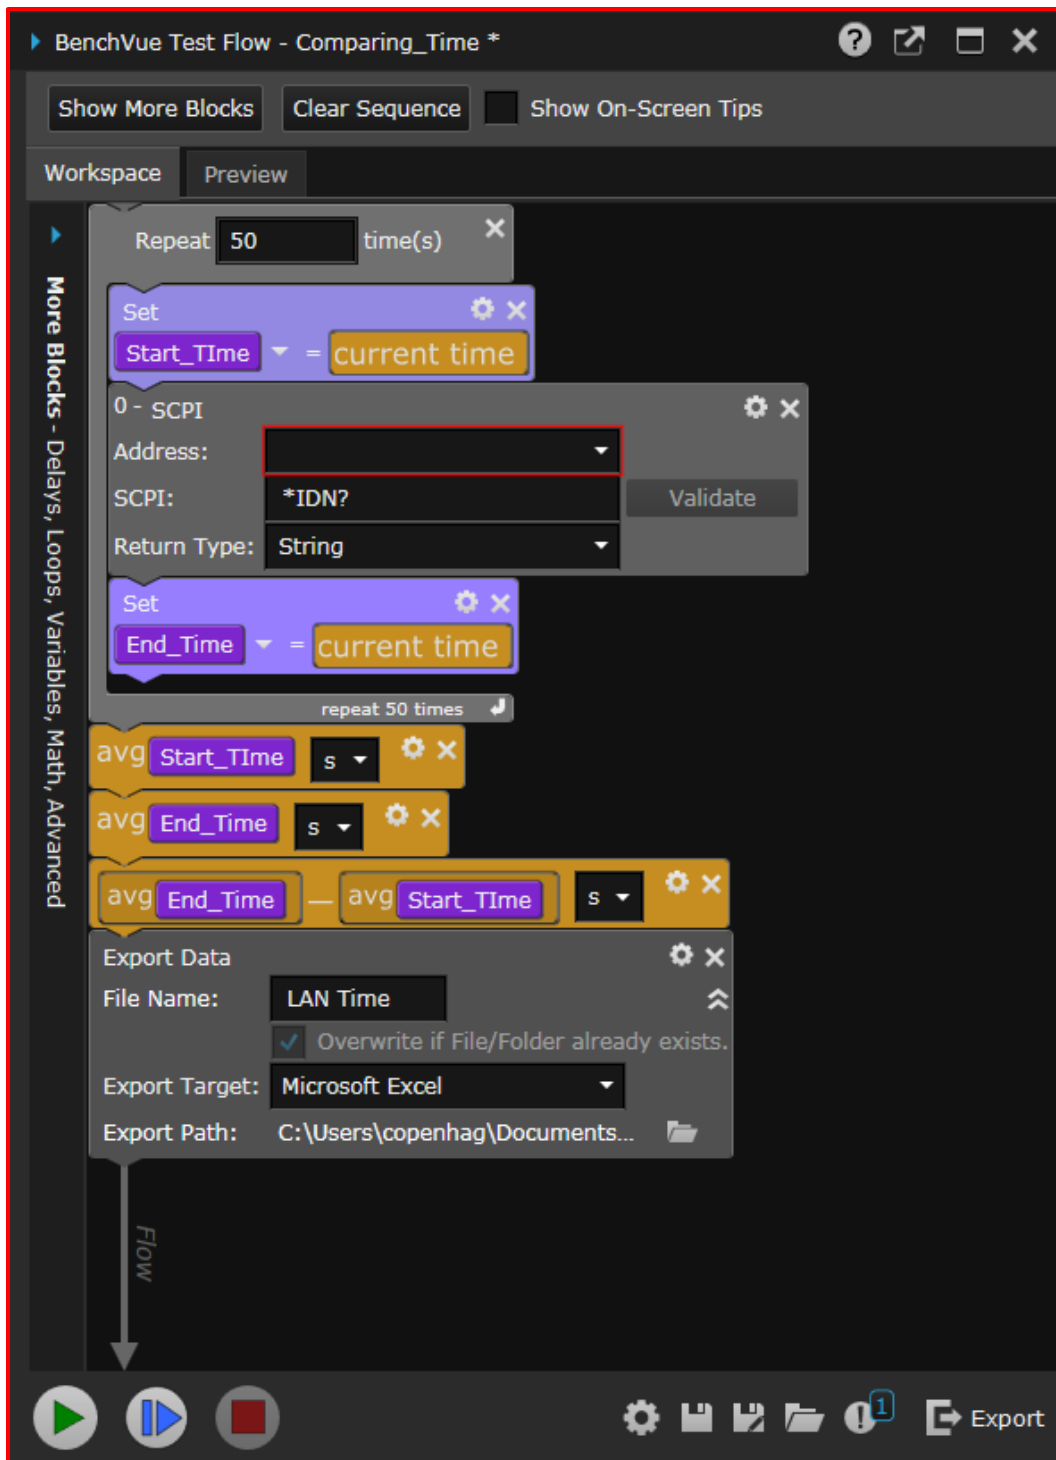 BenchVue Test Flow - Comparing_Time *
Show More Blocks Clear Sequence Show On-Screen Tips
Workspace Preview
More Blocks - Delays, Loops, Variables, Math, Advanced
Repeat 50 time(s)
Set
Start_TIme = current time
0 - SCPI
Address:
SCPI: *IDN? Validate
Return Type: String
Set
End_Time = current time
repeat 50 times
avg Start_TIme s
avg End_Time s
avg End_Time — avg Start_TIme s
Export Data
File Name: LAN Time
Overwrite if File/Folder already exists.
Export Target: Microsoft Excel
Export Path: C:\Users\copenhag\Documents...
Flow
1 Export